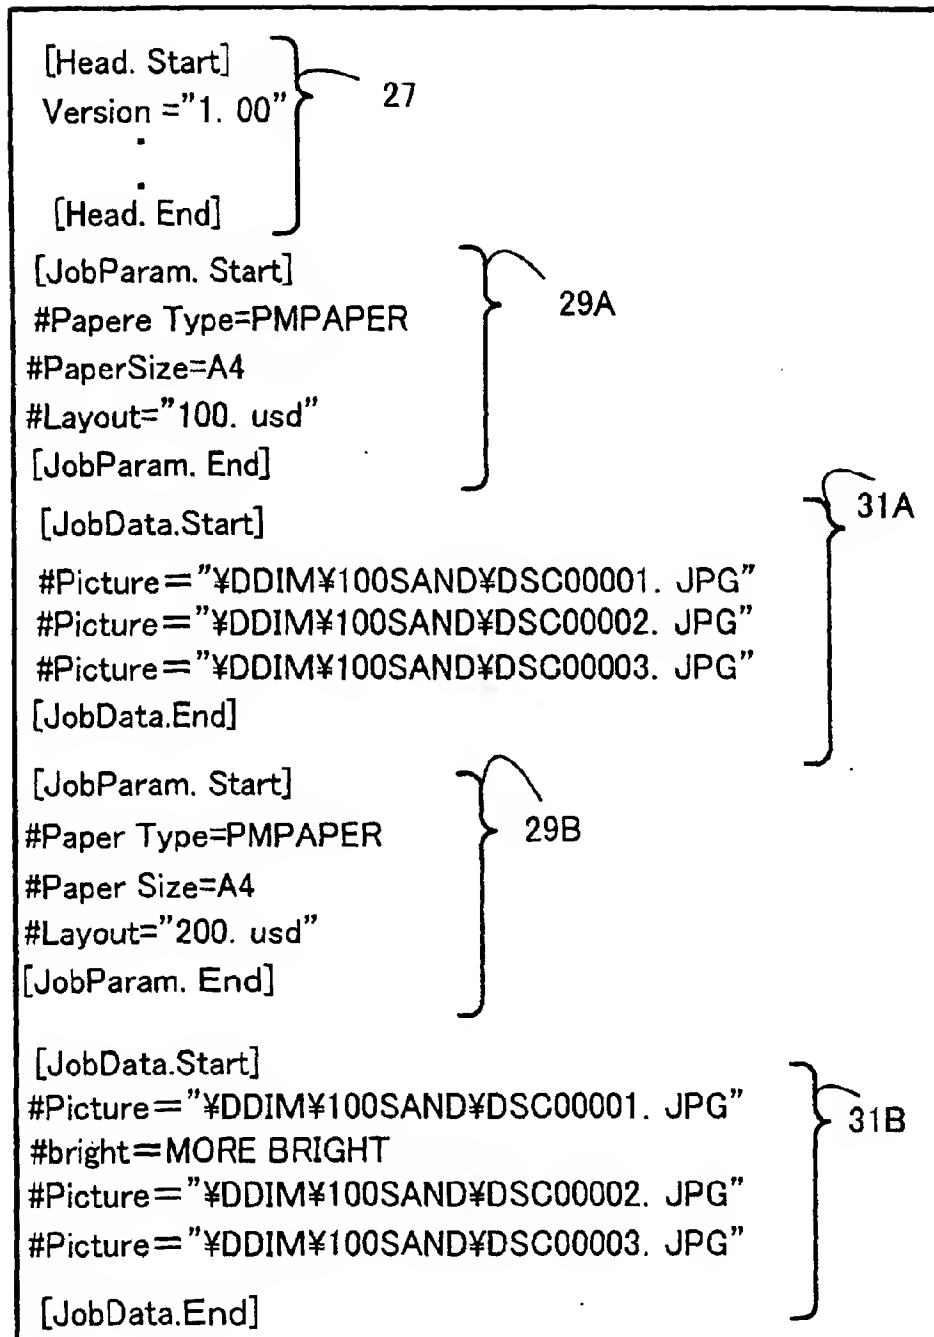 [Head. Start]
Version ="1. 00"
.
.
[Head. End]
27
[JobParam. Start]
#Papere Type=PMPAPER
#PaperSize=A4
#Layout="100. usd"
[JobParam. End]
29A
[JobData.Start]
#Picture="¥DDIM¥100SAND¥DSC00001. JPG"
#Picture="¥DDIM¥100SAND¥DSC00002. JPG"
#Picture="¥DDIM¥100SAND¥DSC00003. JPG"
[JobData.End]
31A
[JobParam. Start]
#Paper Type=PMPAPER
#Paper Size=A4
#Layout="200. usd"
[JobParam. End]
29B
[JobData.Start]
#Picture="¥DDIM¥100SAND¥DSC00001. JPG"
#bright=MORE BRIGHT
#Picture="¥DDIM¥100SAND¥DSC00002. JPG"
#Picture="¥DDIM¥100SAND¥DSC00003. JPG"
[JobData.End]
31B